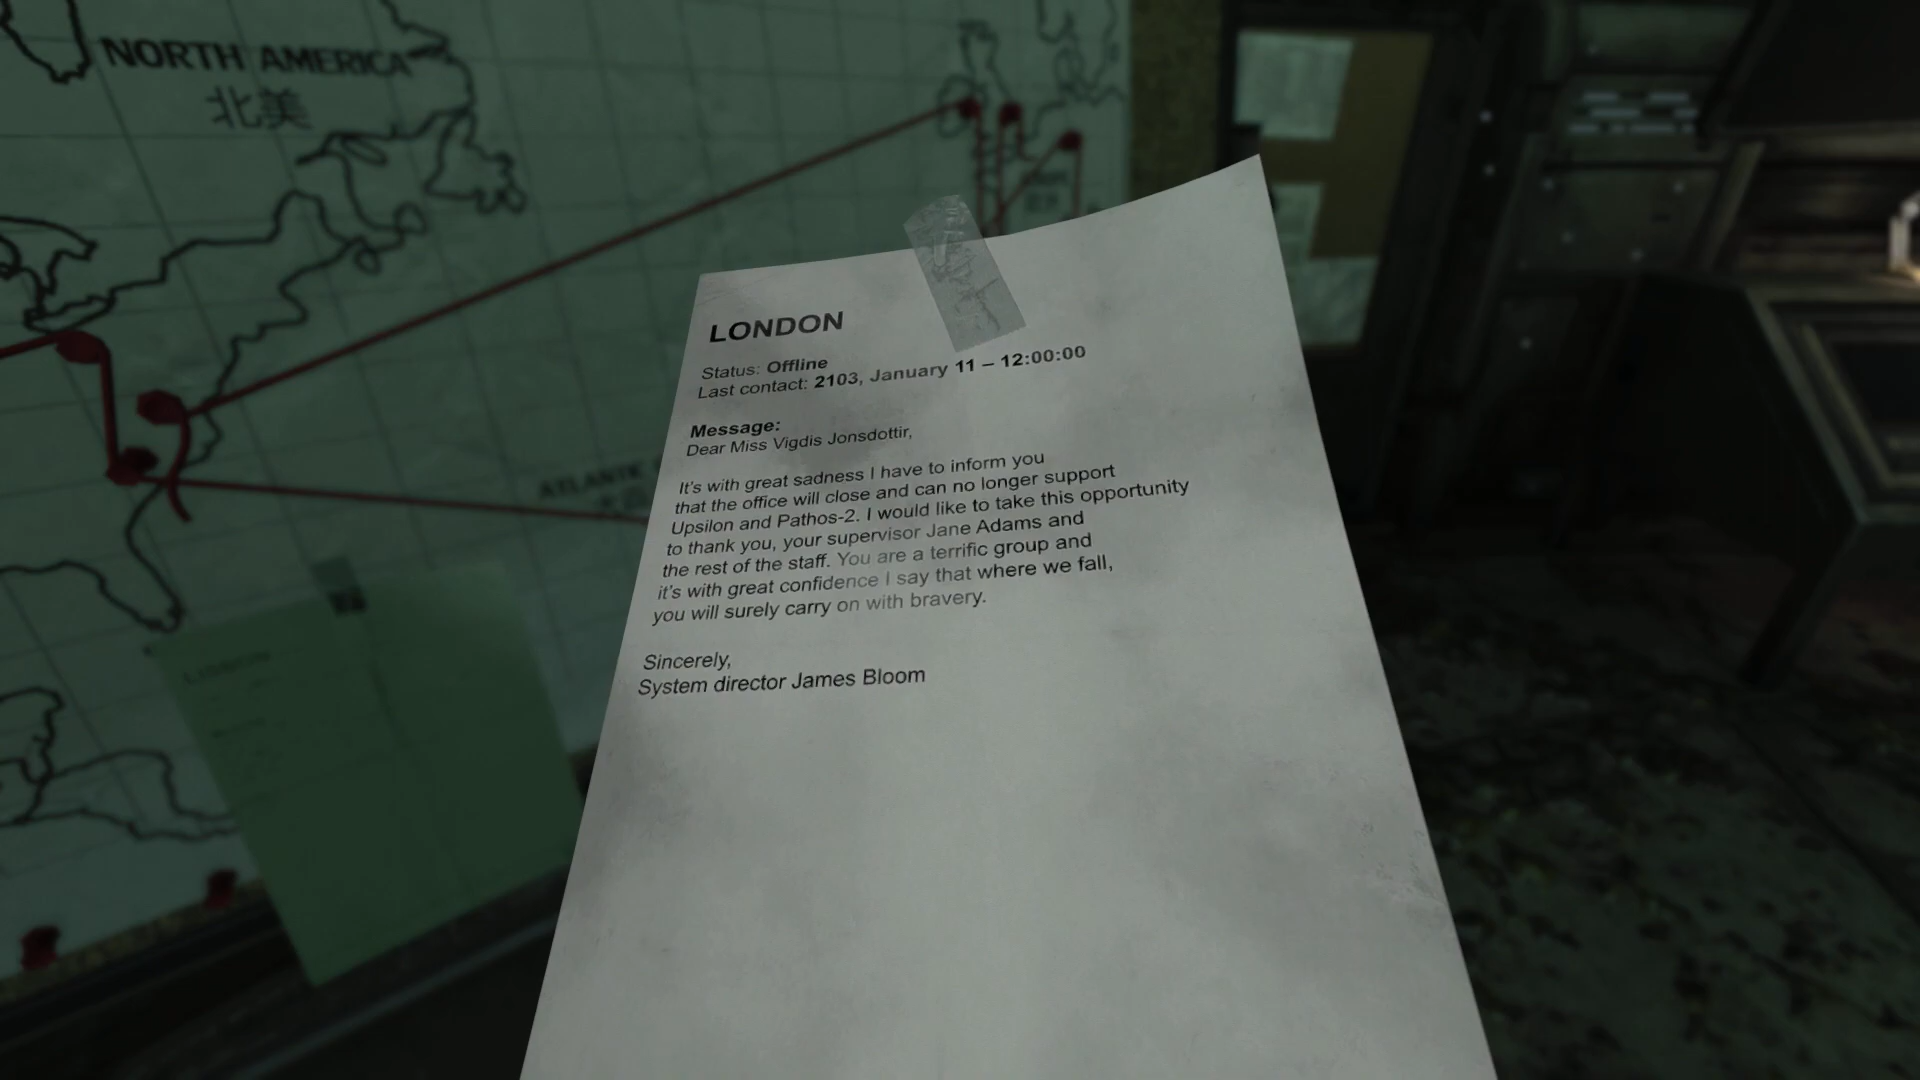 NORTH AMERICA
北美
LONDON
Status: Offline
Last contact: 2103, January 11 – 12:00:00
Message:
Dear Miss Vigdis Jonsdottir,
It's with great sadness I have to inform you
that the office will close and can no longer support
Upsilon and Pathos-2. I would like to take this opportunity
to thank you, your supervisor Jane Adams and
the rest of the staff. You are a terrific group and
it's with great confidence I say that where we fall,
you will surely carry on with bravery.
Sincerely,
System director James Bloom
ATLANTIC
LONDON